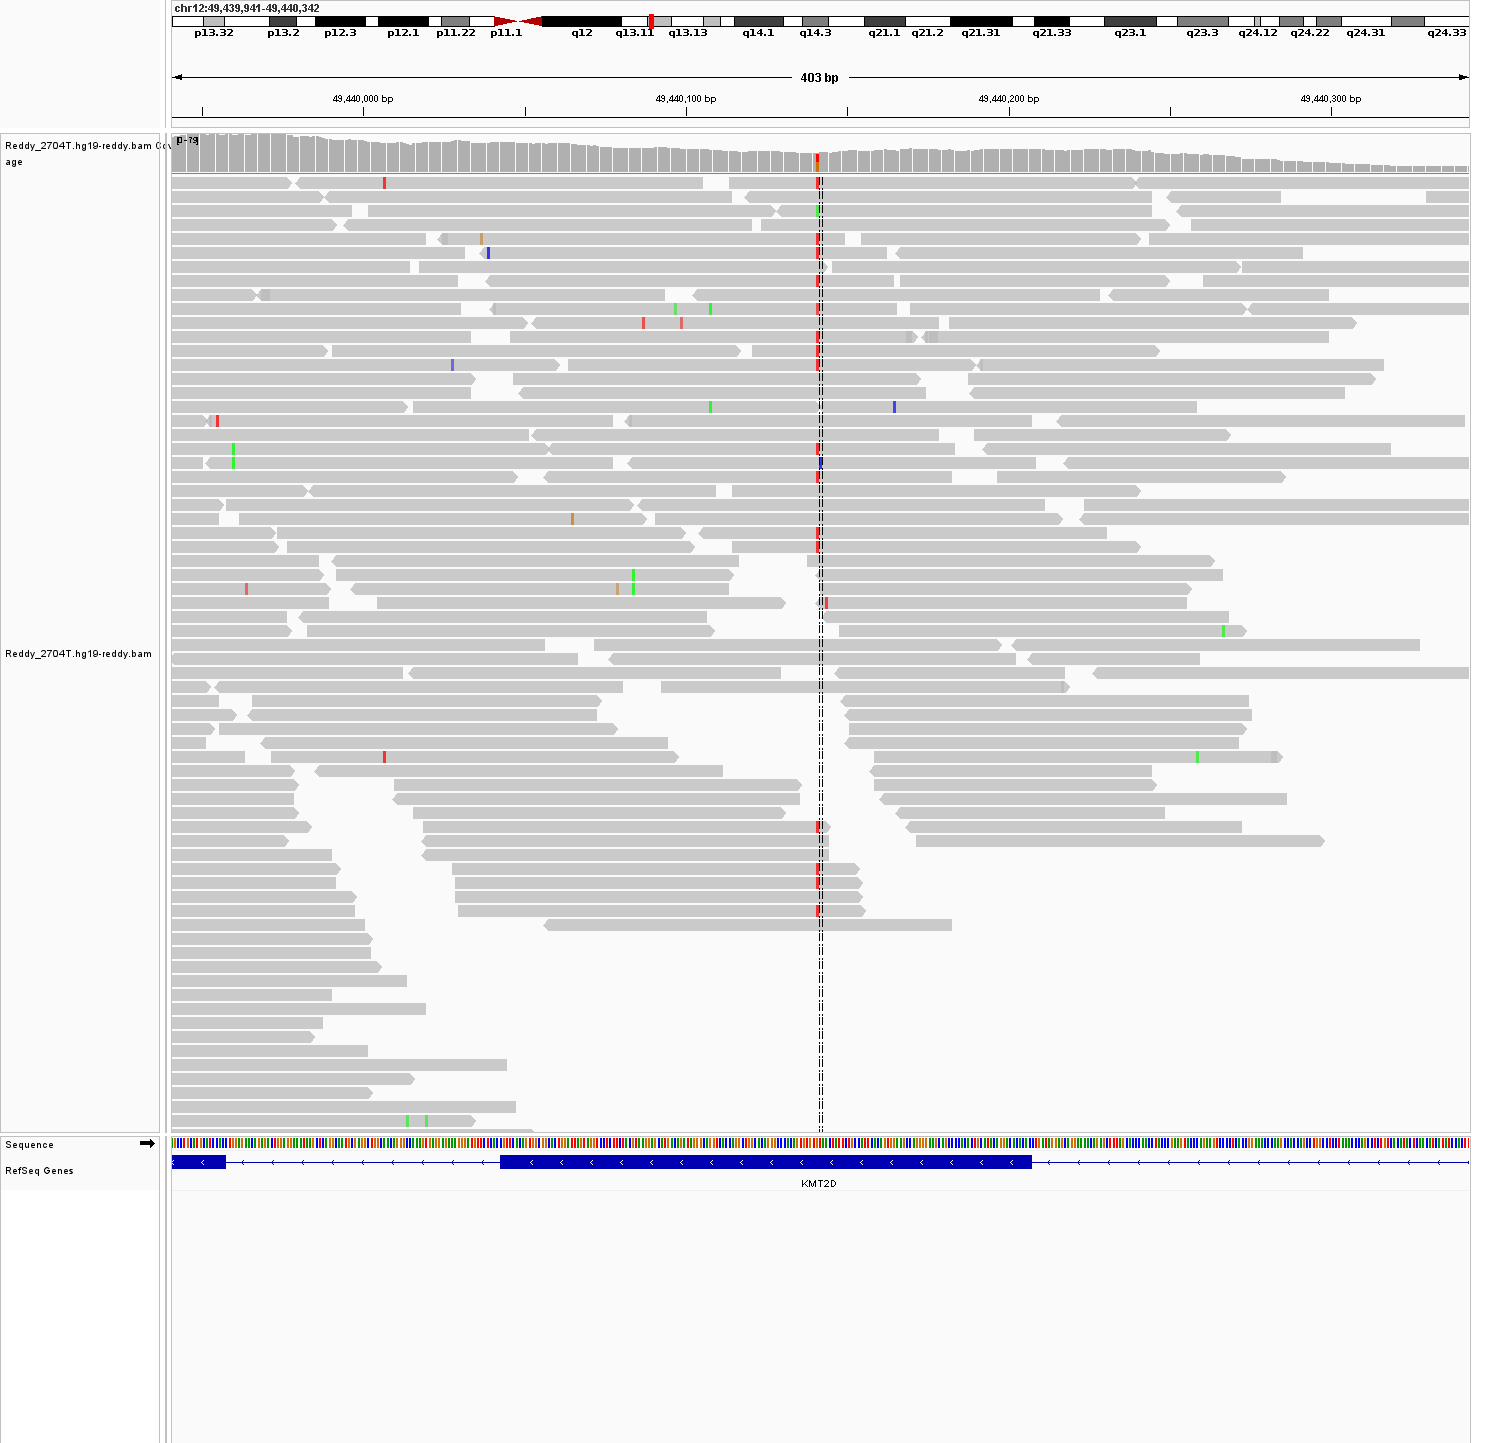 chr12:49,439,941-49,440,342
p13.32 p13.2 p12.3 p12.1 p11.22 p11.1 q12 q13.11 q13.13 q14.1 q14.3 q21.1 q21.2 q21.31 q21.33 q23.1 q23.3 q24.12 q24.22 q24.31 q24.33
403 bp
49,440,000 bp 49,440,100 bp 49,440,200 bp 49,440,300 bp
Reddy_2704T.hg19-reddy.bam Cov
age
Reddy_2704T.hg19-reddy.bam
Sequence
RefSeq Genes
KMT2D